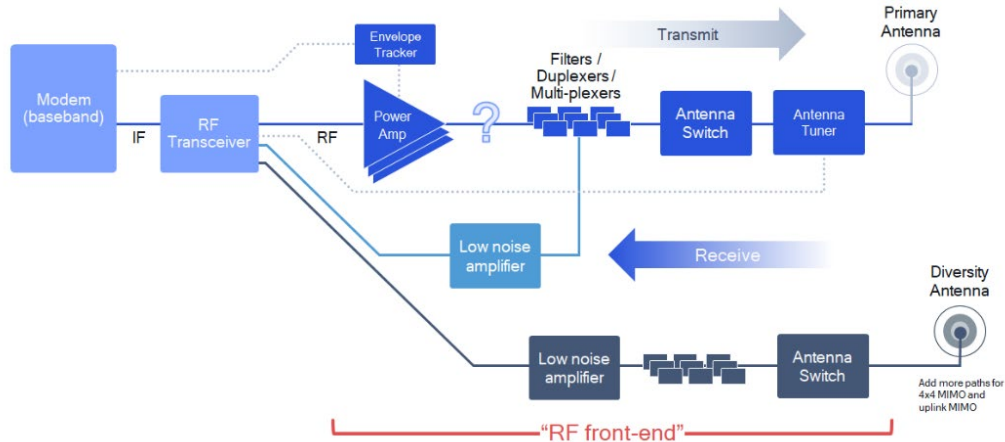 Primary
Antenna
Transmit
Envelope
Tracker
Filters /
Duplexers /
Multi-plexers
Modem
(baseband)
IF
RF
Transceiver
RF
Power
Amp
?
Antenna
Switch
Antenna
Tuner
Low noise
amplifier
Receive
Diversity
Antenna
Low noise
amplifier
Antenna
Switch
Add more paths for
4x4 MIMO and
uplink MIMO
"RF front-end"